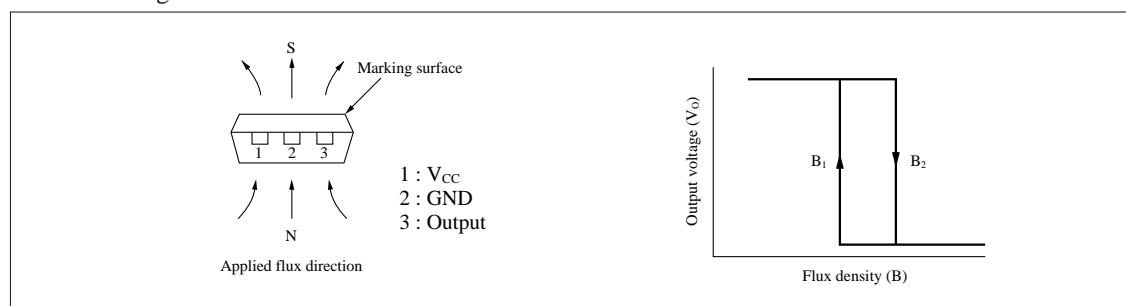 S
Marking surface
1 2 3
N
Applied flux direction
1 : VCC
2 : GND
3 : Output
Output voltage (VO)
B1
B2
Flux density (B)